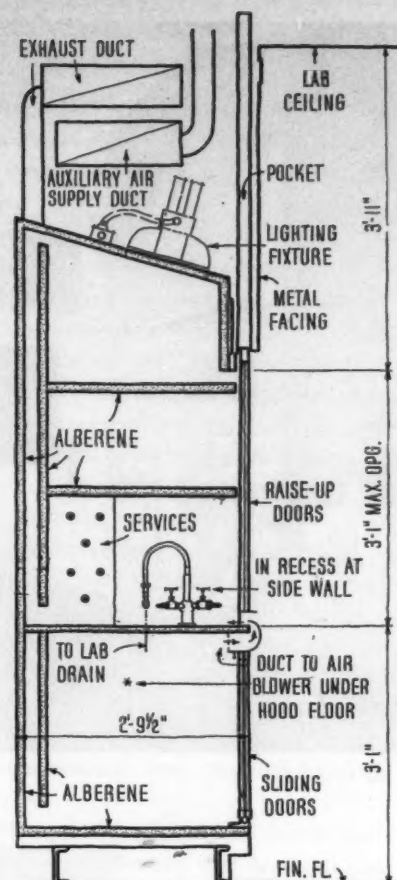 EXHAUST DUCT
LAB
CEILING
AUXILIARY AIR
SUPPLY DUCT
POCKET
LIGHTING
FIXTURE
3'-11"
METAL
FACING
ALBERENE
3'-1" MAX. OPG.
RAISE-UP
DOORS
SERVICES
IN RECESS AT
SIDE WALL
TO LAB
DRAIN
DUCT TO AIR
* BLOWER UNDER
HOOD FLOOR
2'-9½"
3'-1"
ALBERENE
SLIDING
DOORS
FIN. FL.